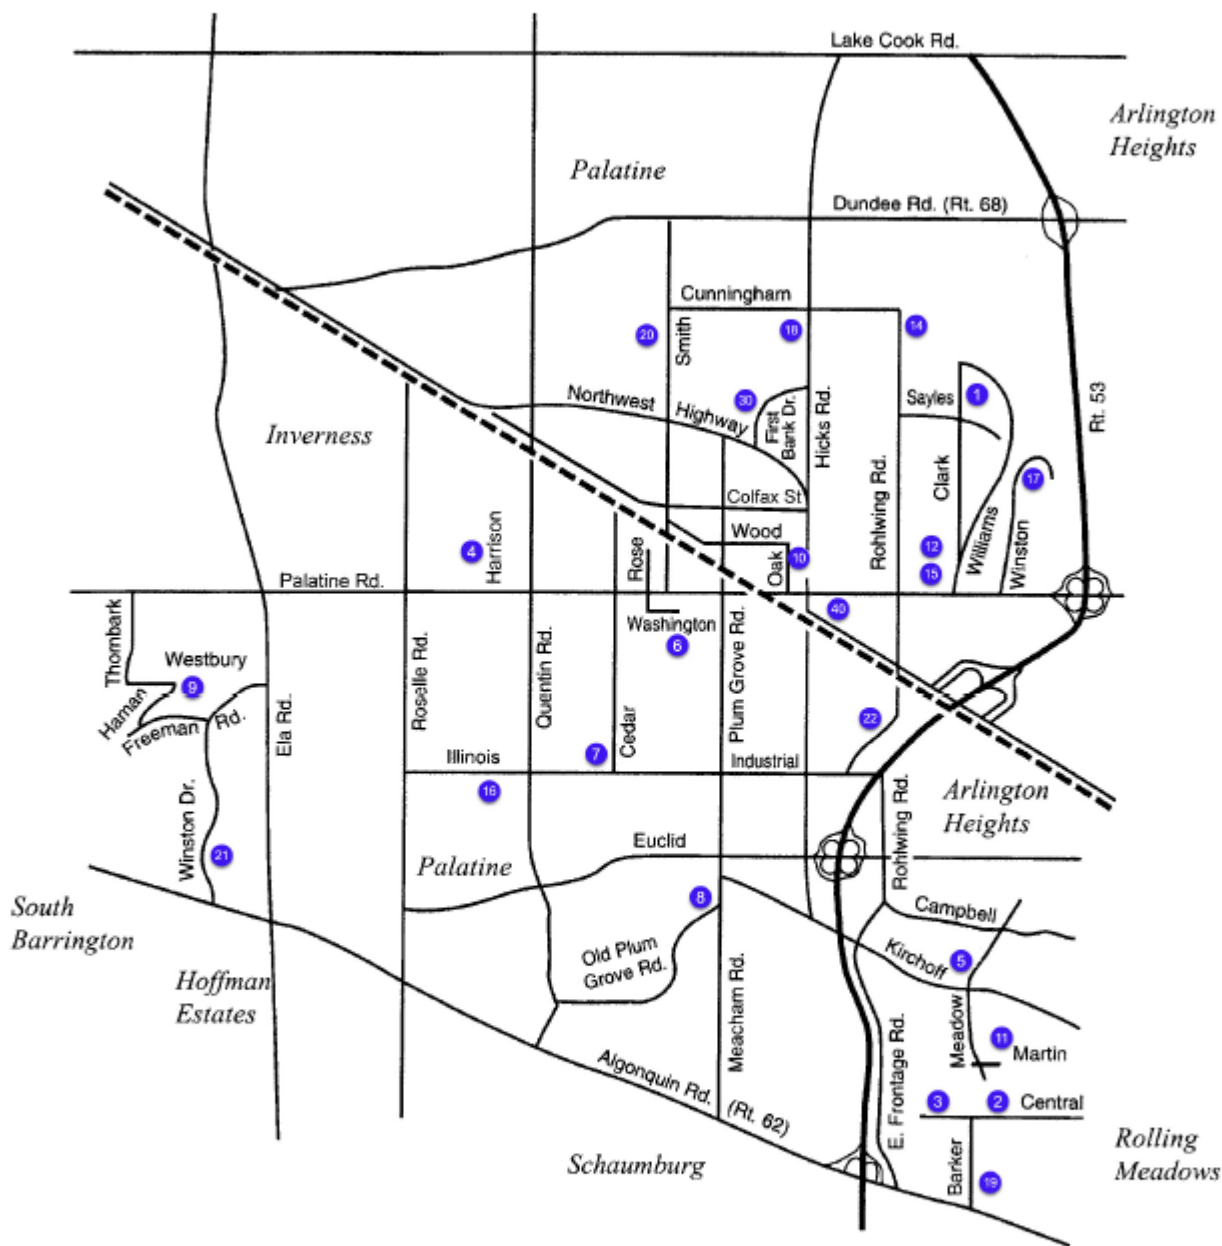 Lake Cook Rd.
Arlington
Heights
Palatine
Dundee Rd. (Rt. 68)
Cunningham
20
Smith
18
14
Rt. 53
Northwest
Highway
30
First
Bank Dr.
Hicks Rd.
Sayles
1
Inverness
Rohlwing Rd.
Clark
17
Colfax St
Williams
Winston
Wood
4
Harrison
Rose
Oak
10
12
15
Palatine Rd.
40
Thornbark
Washington
6
Westbury
9
Haman
Freeman Rd.
Ela Rd.
Roselle Rd.
Quentin Rd.
Cedar
Plum Grove Rd.
22
7
Illinois
Industrial
16
Arlington
Heights
Winston Dr.
21
Palatine
Euclid
Rohlwing Rd.
8
South
Barrington
Campbell
Kirchoff
5
Old Plum
Grove Rd.
Hoffman
Estates
Meacham Rd.
E. Frontage Rd.
Meadow
11
Martin
Algonquin Rd. (Rt. 62)
3
2
Central
Schaumburg
Barker
19
Rolling
Meadows